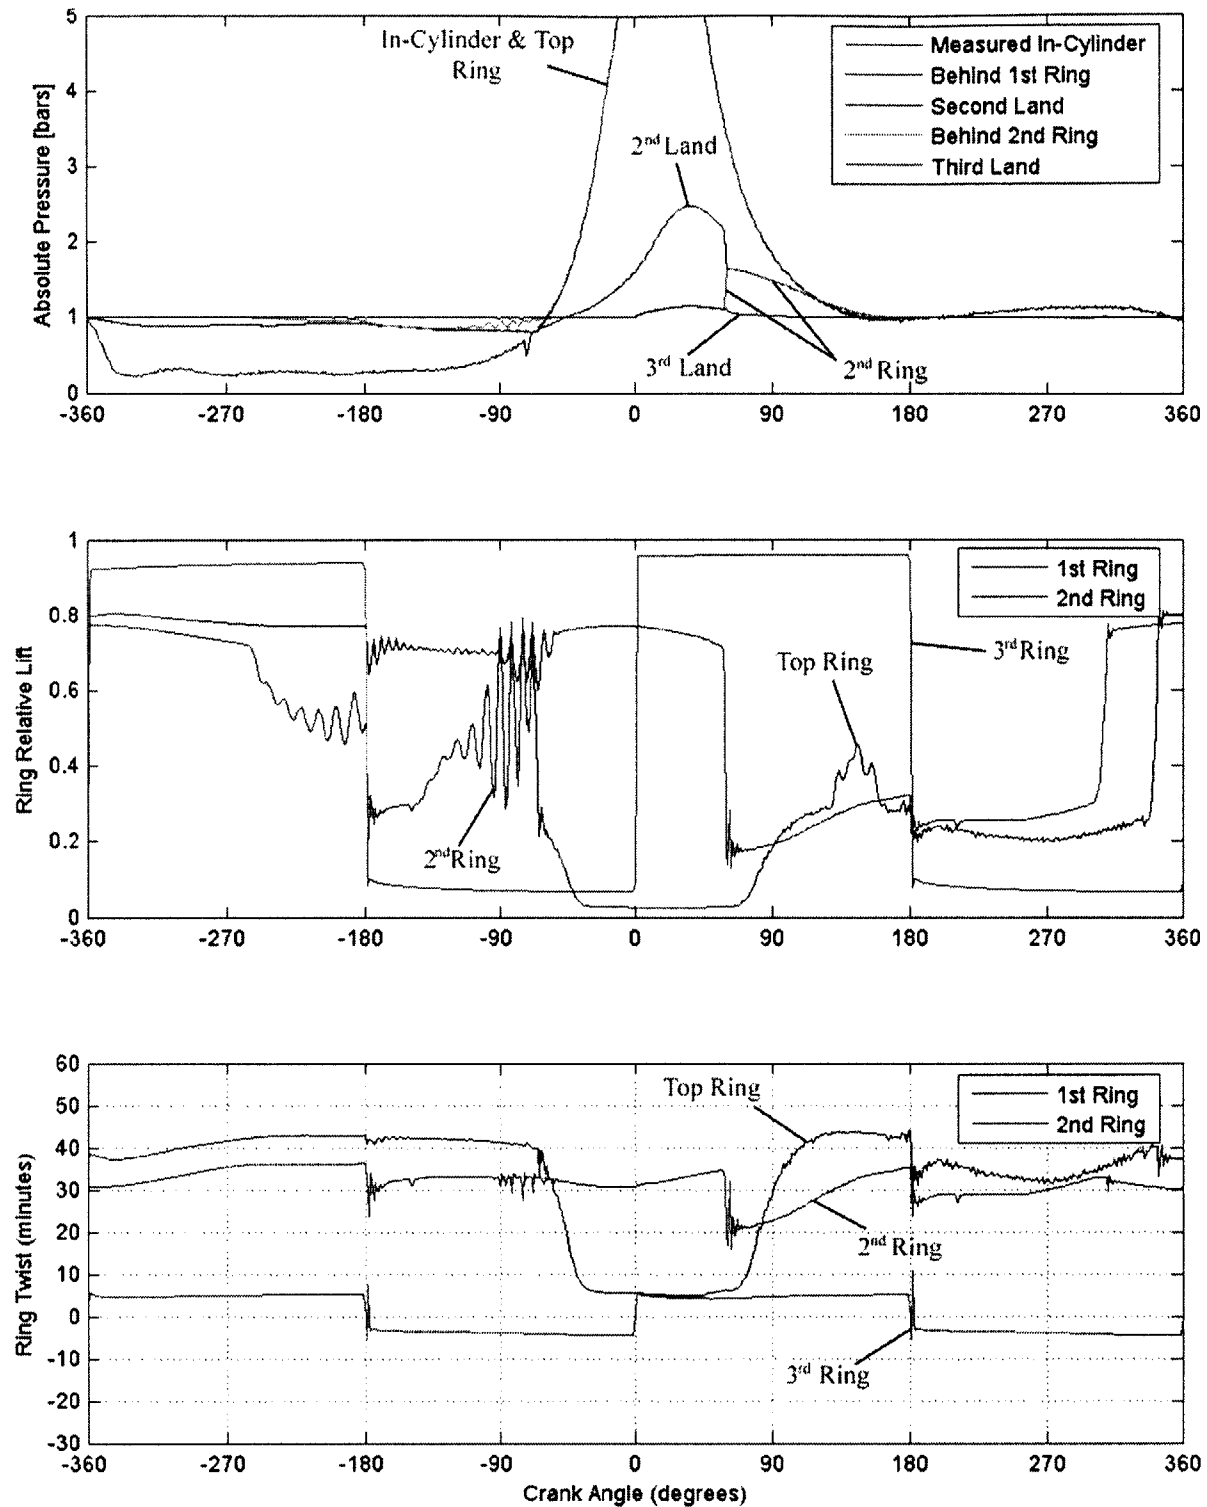 5
4
3
2
1
0
Absolute Pressure [bars]
In-Cylinder & Top
Ring
2nd Land
3rd Land
2nd Ring
Measured In-Cylinder
Behind 1st Ring
Second Land
Behind 2nd Ring
Third Land
-360 -270 -180 -90 0 90 180 270 360
1
0.8
0.6
0.4
0.2
0
Ring Relative Lift
1st Ring
2nd Ring
3rd Ring
Top Ring
2nd Ring
-360 -270 -180 -90 0 90 180 270 360
60
50
40
30
20
10
0
-10
-20
-30
Ring Twist (minutes)
Top Ring
1st Ring
2nd Ring
2nd Ring
3rd Ring
-360 -270 -180 -90 0 90 180 270 360
Crank Angle (degrees)